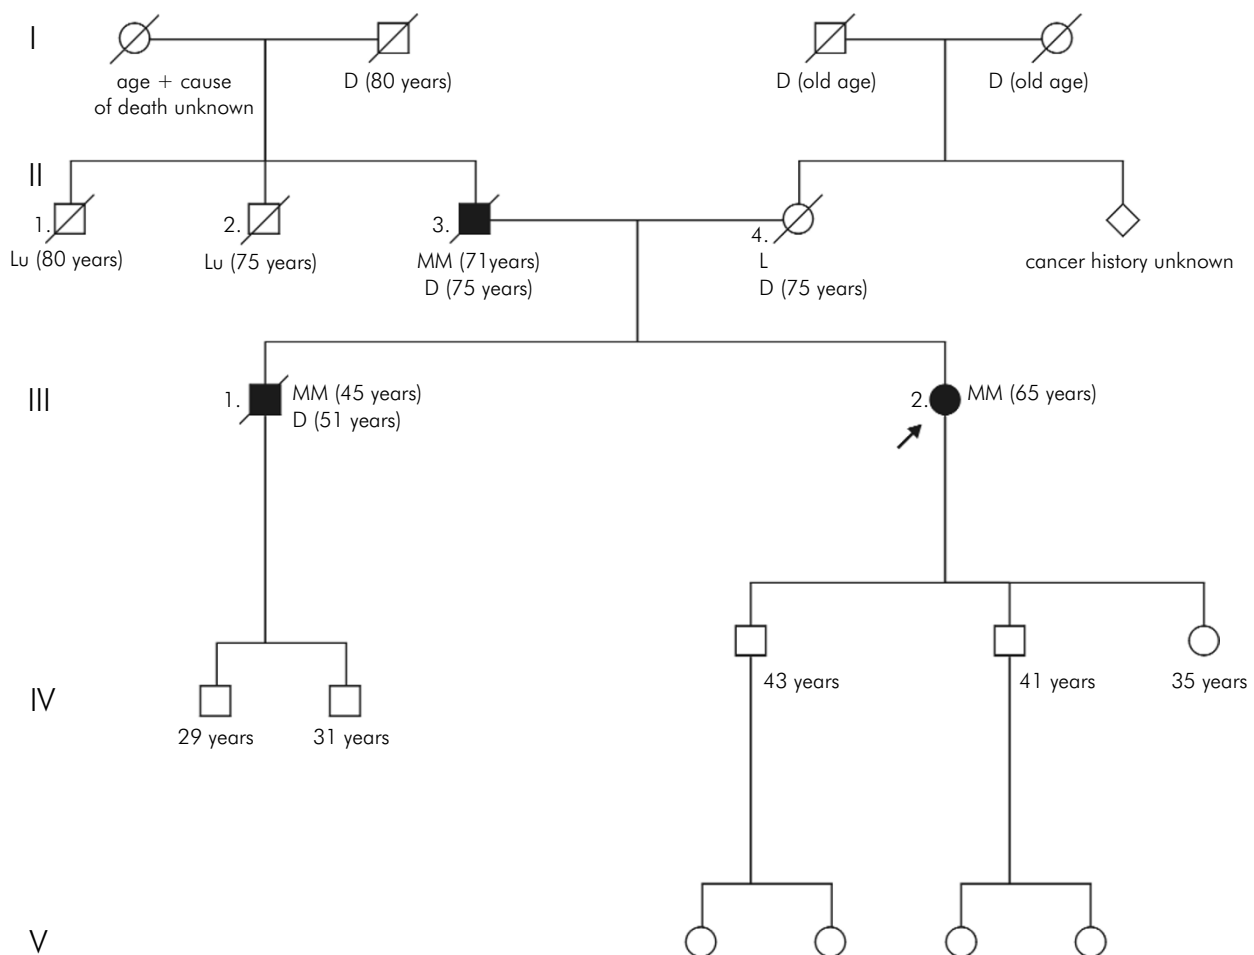 I
age + cause
of death unknown
D (80 years)
D (old age)
D (old age)
II
1.
Lu (80 years)
2.
Lu (75 years)
3.
MM (71years)
D (75 years)
4.
L
D (75 years)
cancer history unknown
III
1.
MM (45 years)
D (51 years)
2.
MM (65 years)
IV
29 years
31 years
43 years
41 years
35 years
V